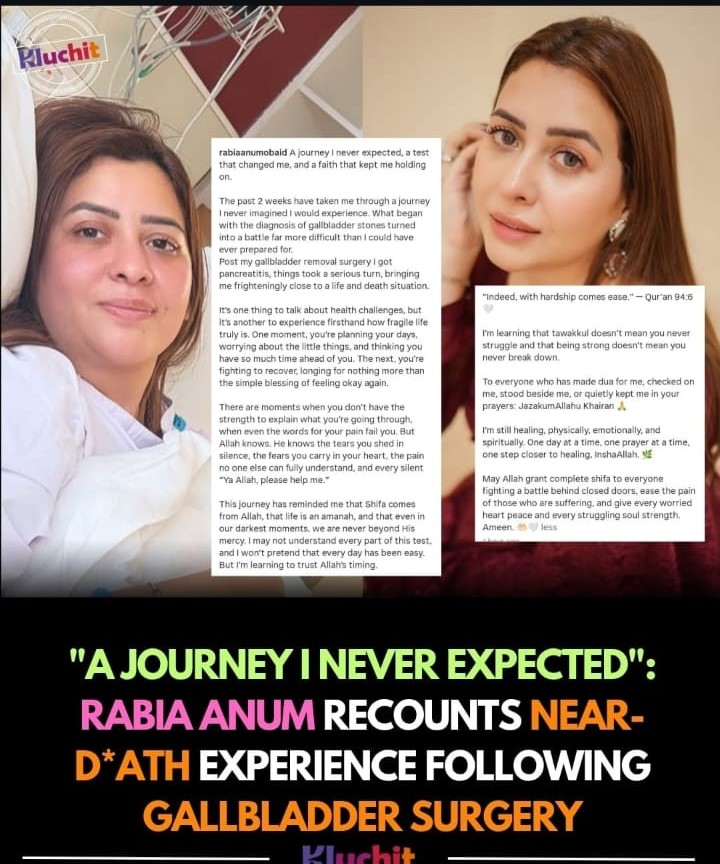 Kluchit
rabiaanumobaid A journey I never expected, a test
that changed me, and a faith that kept me holding
on.
The past 2 weeks have taken me through a journey
I never imagined I would experience. What began
with the diagnosis of gallbladder stones turned
into a battle far more difficult than I could have
ever prepared for.
Post my gallbladder removal surgery I got
pancreatitis, things took a serious turn, bringing
me frighteningly close to a life and death situation.
It's one thing to talk about health challenges, but
it's another to experience firsthand how fragile life
truly is. One moment, you're planning your days,
worrying about the little things, and thinking you
have so much time ahead of you. The next, you're
fighting to recover, longing for nothing more than
the simple blessing of feeling okay again.
There are moments when you don't have the
strength to explain what you're going through,
when even the words for your pain fail you. But
Allah knows. He knows the tears you shed in
silence, the fears you carry in your heart, the pain
no one else can fully understand, and every silent
"Ya Allah, please help me."
This journey has reminded me that Shifa comes
from Allah, that life is an amanah, and that even in
our darkest moments, we are never beyond His
mercy. I may not understand every part of this test,
and I won't pretend that every day has been easy.
But I'm learning to trust Allah's timing.
"Indeed, with hardship comes ease." — Qur'an 94:6
🤍
I'm learning that tawakkul doesn't mean you never
struggle and that being strong doesn't mean you
never break down.
To everyone who has made dua for me, checked on
me, stood beside me, or quietly kept me in your
prayers: JazakumAllahu Khairan 🙏
I'm still healing, physically, emotionally, and
spiritually. One day at a time, one prayer at a time,
one step closer to healing, InshaAllah. 🌿
May Allah grant complete shifa to everyone
fighting a battle behind closed doors, ease the pain
of those who are suffering, and give every worried
heart peace and every struggling soul strength.
Ameen. 🤲🏻🤍 less
"A JOURNEY I NEVER EXPECTED":
RABIA ANUM RECOUNTS NEAR-
D*ATH EXPERIENCE FOLLOWING
GALLBLADDER SURGERY
Kluchit